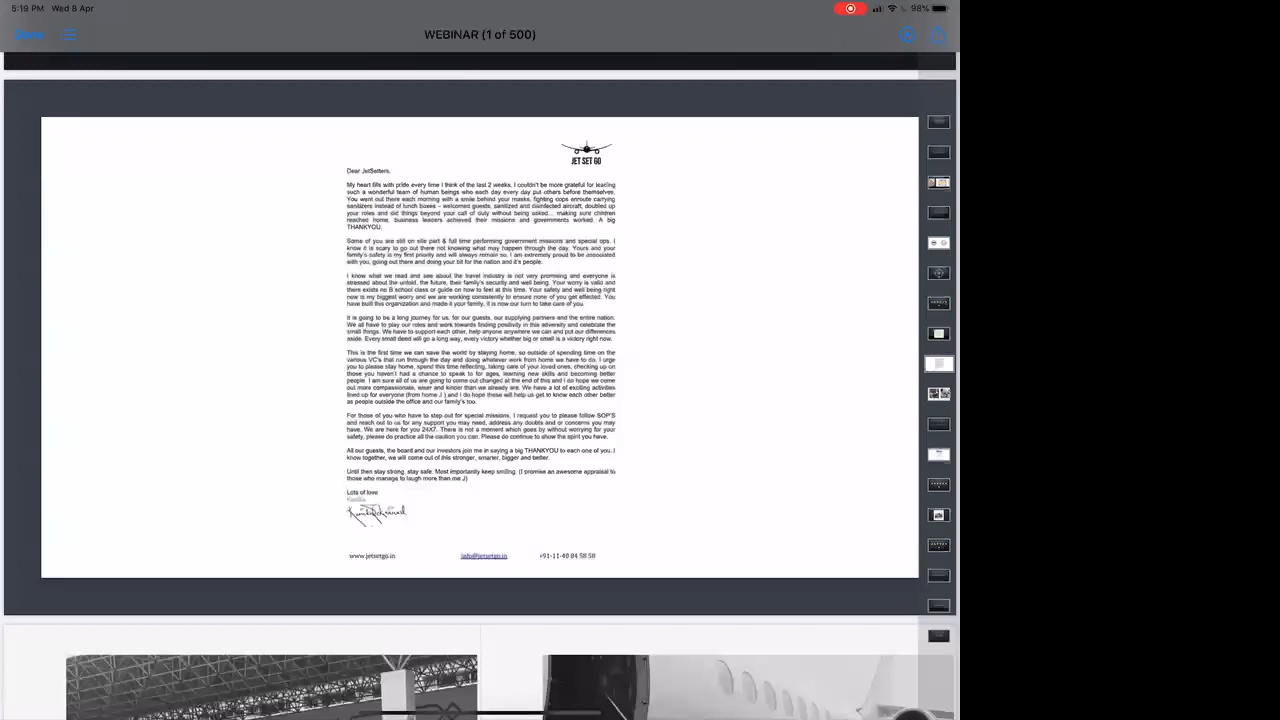 5:19 PM Wed 8 Apr
98%
Done
WEBINAR (1 of 500)
JET SET GO
Dear JetSetters,
My heart fills with pride every time I think of the last 2 weeks. I couldn't be more grateful for leading
such a wonderful team of human beings who each day every day put others before themselves.
You went out there each morning with a smile behind your masks, fighting cops enroute carrying
sanitizers instead of lunch boxes – welcomed guests, sanitized and disinfected aircraft, doubled up
your roles and did things beyond your call of duty without being asked... making sure children
reached home, business leaders achieved their missions and governments worked. A big
THANKYOU.
Some of you are still on site part & full time performing government missions and special ops. I
know it is scary to go out there not knowing what may happen through the day. Yours and your
family's safety is my first priority and will always remain so. I am extremely proud to be associated
with you, going out there and doing your bit for the nation and it's people.
I know what we read and see about the travel industry is not very promising and everyone is
stressed about the unfold, the future, their family's security and well being. Your worry is valid and
there exists no B school class or guide on how to feel at this time. Your safety and well being right
now is my biggest worry and we are working consistently to ensure none of you get effected. You
have built this organization and made it your family, it is now our turn to take care of you.
It is going to be a long journey for us, for our guests, our supplying partners and the entire nation.
We all have to play our roles and work towards finding positivity in this adversity and celebrate the
small things. We have to support each other, help anyone anywhere we can and put our differences
aside. Every small deed will go a long way, every victory whether big or small is a victory right now.
This is the first time we can save the world by staying home, so outside of spending time on the
various VC's that run through the day and doing whatever work from home we have to do. I urge
you to please stay home, spend this time reflecting, taking care of your loved ones, checking up on
those you haven't had a chance to speak to for ages, learning new skills and becoming better
people. I am sure all of us are going to come out changed at the end of this and I do hope we come
out more compassionate, wiser and kinder than we already are. We have a lot of exciting activities
lined up for everyone (from home J ) and I do hope these will help us get to know each other better
as people outside the office and our family's too.
For those of you who have to step out for special missions, I request you to please follow SOP'S
and reach out to us for any support you may need, address any doubts and or concerns you may
have. We are here for you 24X7. There is not a moment which goes by without worrying for your
safety, please do practice all the caution you can. Please do continue to show the spirit you have.
All our guests, the board and our investors join me in saying a big THANKYOU to each one of you. I
know together, we will come out of this stronger, smarter, bigger and better.
Until then stay strong, stay safe. Most importantly keep smiling. (I promise an awesome appraisal to
those who manage to laugh more than me J)
Lots of love
www.jetsetgo.in info@jetsetgo.in +91-11-40 84 58 58